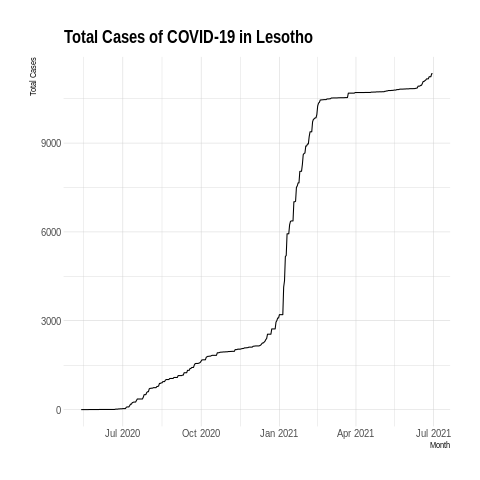 Total Cases of COVID-19 in Lesotho
Total Cases
9000
6000
3000
0
Jul 2020
Oct 2020
Jan 2021
Apr 2021
Jul 2021
Month